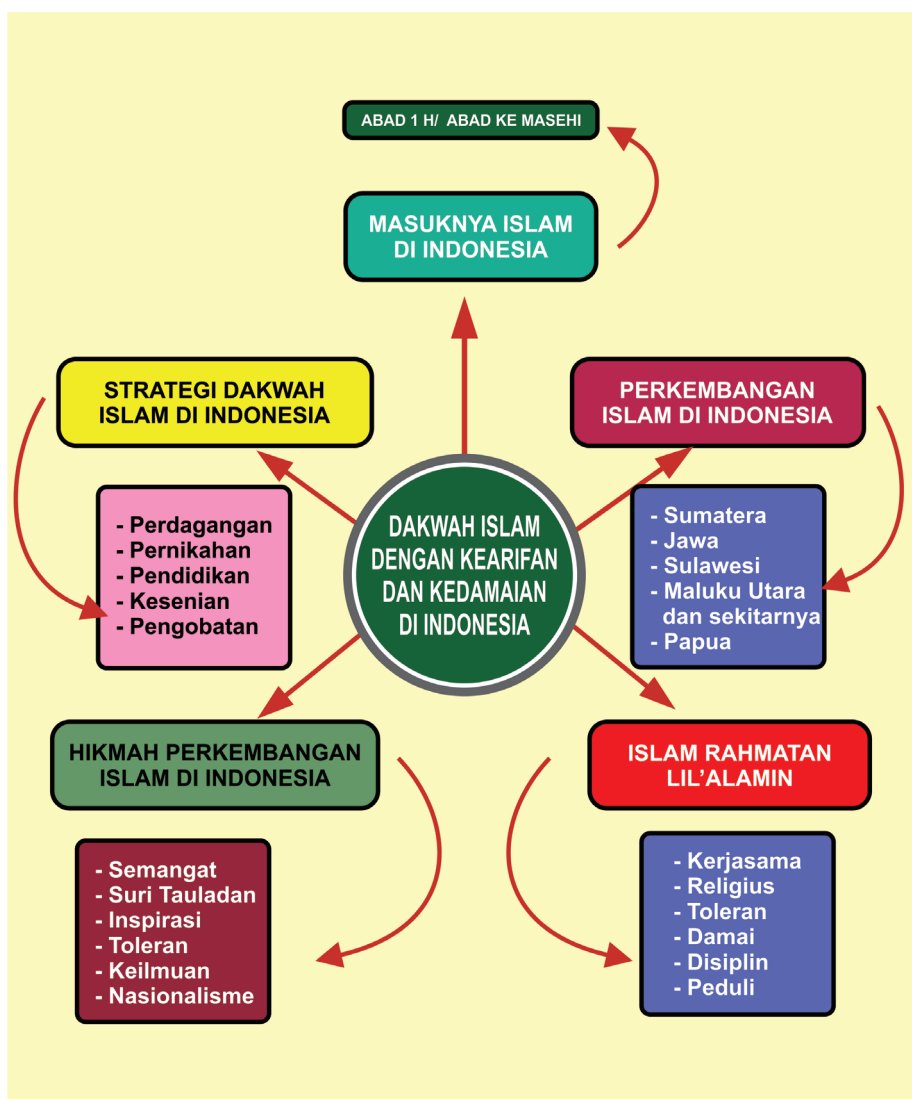 ABAD 1 H/ ABAD KE MASEHI
MASUKNYA ISLAM
DI INDONESIA
STRATEGI DAKWAH
ISLAM DI INDONESIA
PERKEMBANGAN
ISLAM DI INDONESIA
- Perdagangan
- Pernikahan
- Pendidikan
- Kesenian
- Pengobatan
DAKWAH ISLAM
DENGAN KEARIFAN
DAN KEDAMAIAN
DI INDONESIA
- Sumatera
- Jawa
- Sulawesi
- Maluku Utara
dan sekitarnya
- Papua
HIKMAH PERKEMBANGAN
ISLAM DI INDONESIA
ISLAM RAHMATAN
LIL’ALAMIN
- Semangat
- Suri Tauladan
- Inspirasi
- Toleran
- Keilmuan
- Nasionalisme
- Kerjasama
- Religius
- Toleran
- Damai
- Disiplin
- Peduli